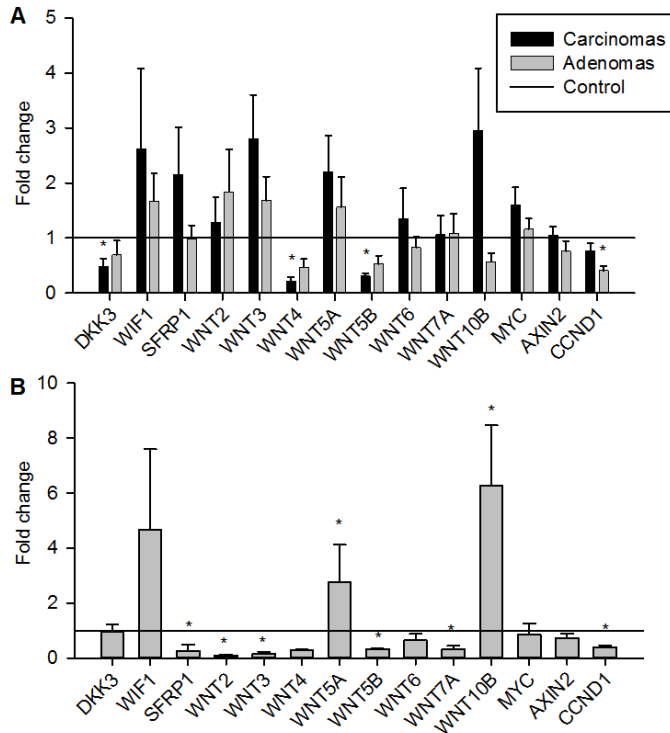 A
Fold change
5
4
3
2
1
0
Carcinomas
Adenomas
Control
*
*
*
*
DKK3
WIF1
SFRP1
WNT2
WNT3
WNT4
WNT5A
WNT5B
WNT6
WNT7A
WNT10B
MYC
AXIN2
CCND1
B
Fold change
10
8
6
4
2
0
*
*
*
*
*
*
*
*
DKK3
WIF1
SFRP1
WNT2
WNT3
WNT4
WNT5A
WNT5B
WNT6
WNT7A
WNT10B
MYC
AXIN2
CCND1